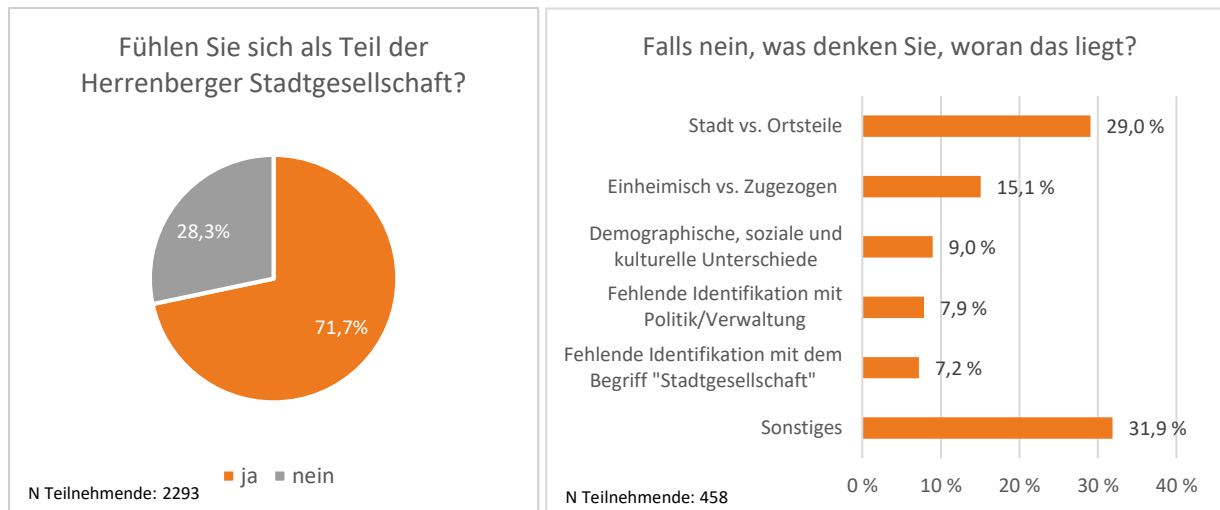 Fühlen Sie sich als Teil der
Herrenberger Stadtgesellschaft?
28,3%
71,7%
ja nein
N Teilnehmende: 2293
Falls nein, was denken Sie, woran das liegt?
Stadt vs. Ortsteile 29,0 %
Einheimisch vs. Zugezogen 15,1 %
Demographische, soziale und
kulturelle Unterschiede
9,0 %
Fehlende Identifikation mit
Politik/Verwaltung
7,9 %
Fehlende Identifikation mit dem
Begriff "Stadtgesellschaft"
7,2 %
Sonstiges 31,9 %
0 % 10 % 20 % 30 % 40 %
N Teilnehmende: 458